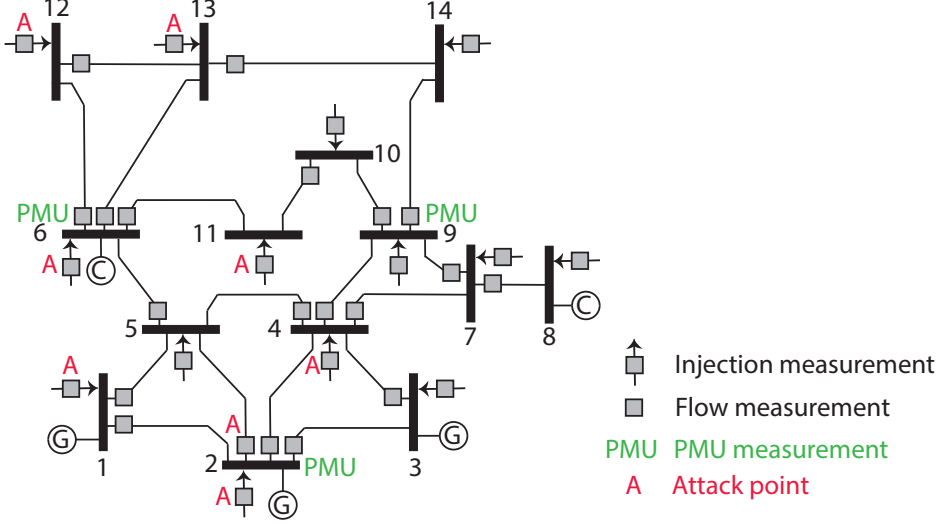 12
13
14
A
A
10
PMU
PMU
6
11
9
A
C
A
5
4
7
8
C
A
A
A
G
1
2
PMU
A
G
3
G
Injection measurement
Flow measurement
PMU PMU measurement
A Attack point